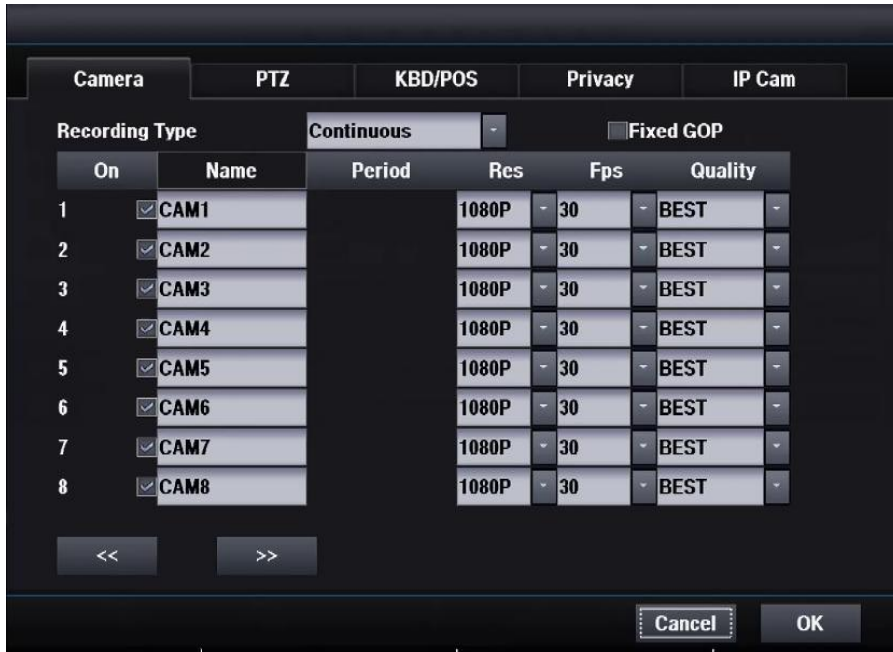 Camera PTZ KBD/POS Privacy IP Cam
Recording Type Continuous Fixed GOP
On Name Period Res Fps Quality
1 CAM1 1080P 30 BEST
2 CAM2 1080P 30 BEST
3 CAM3 1080P 30 BEST
4 CAM4 1080P 30 BEST
5 CAM5 1080P 30 BEST
6 CAM6 1080P 30 BEST
7 CAM7 1080P 30 BEST
8 CAM8 1080P 30 BEST
<< >>
Cancel OK